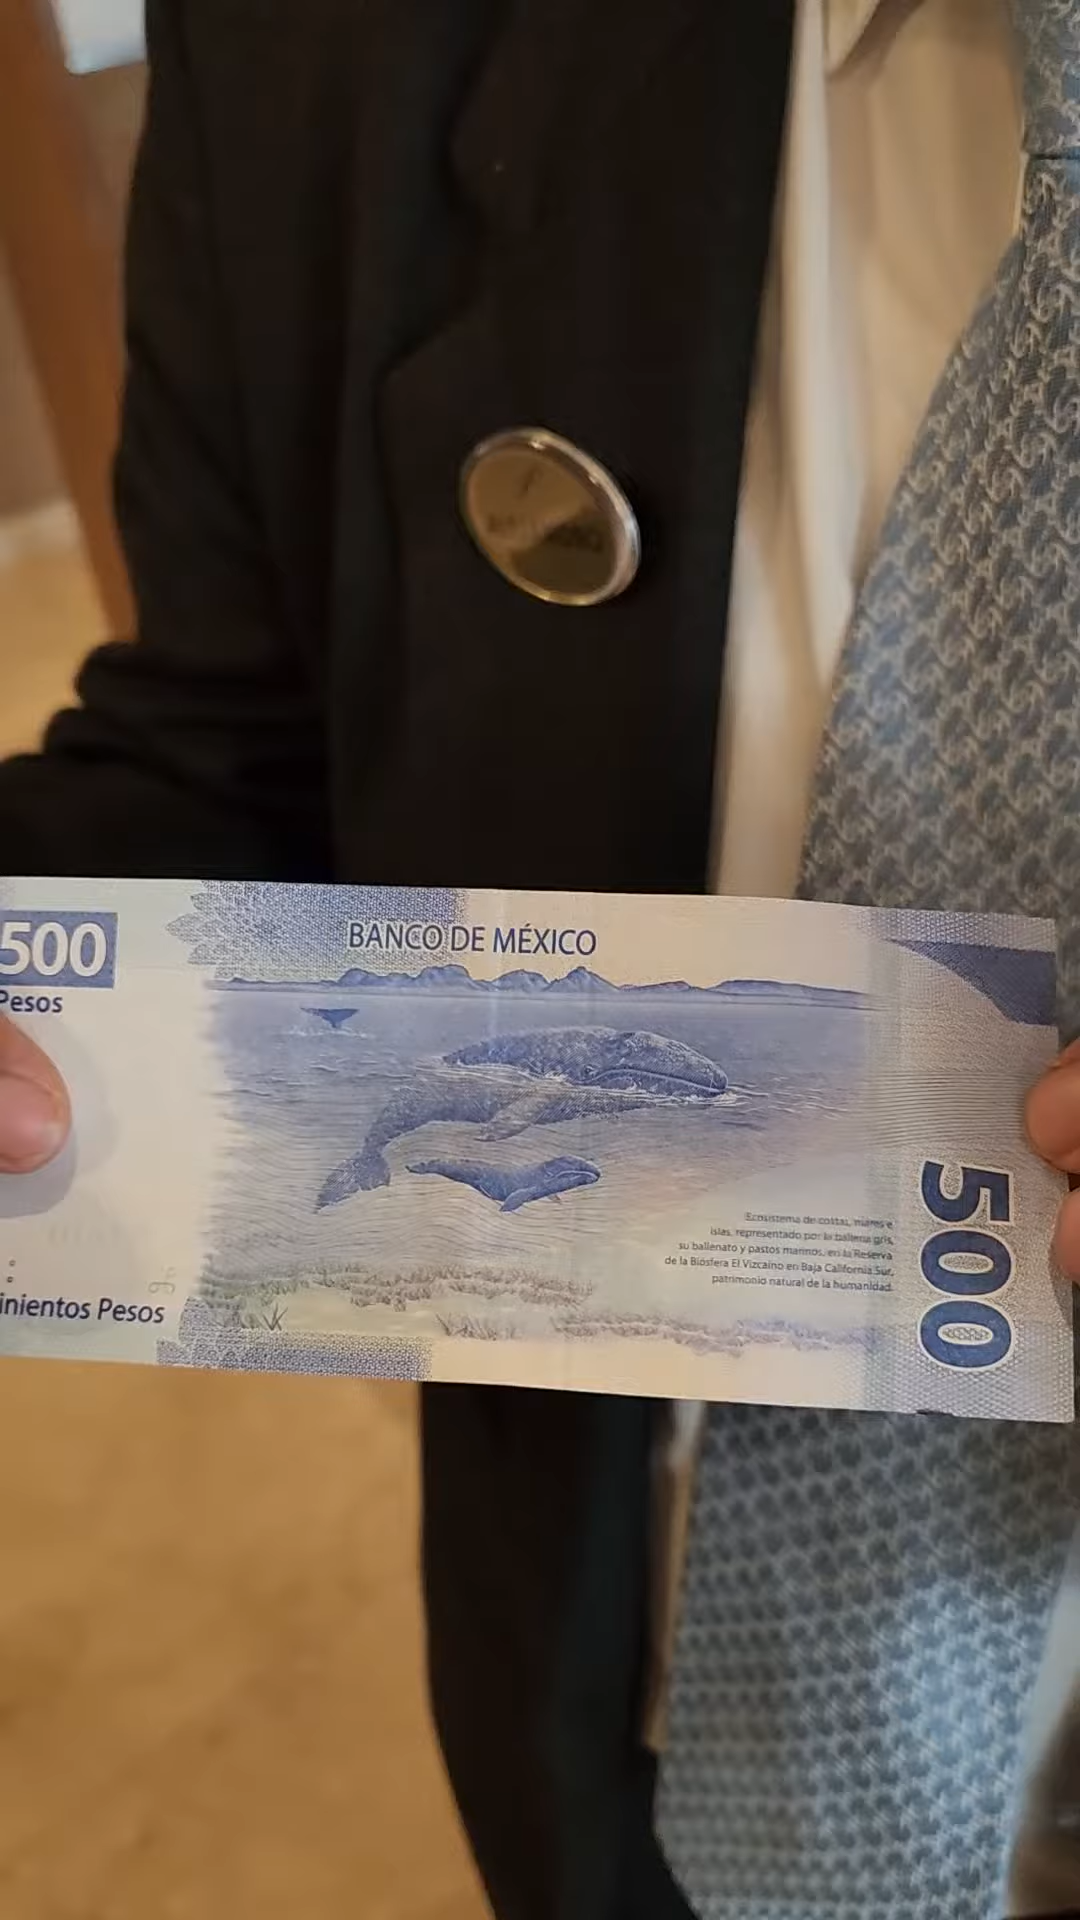 500
Pesos
BANCO DE MÉXICO
Ecosistema de costas, mares e
islas, representado por la ballena gris,
su ballenato y pastos marinos, en la Reserva
de la Biósfera El Vizcaíno en Baja California Sur,
patrimonio natural de la humanidad.
500
inientos Pesos